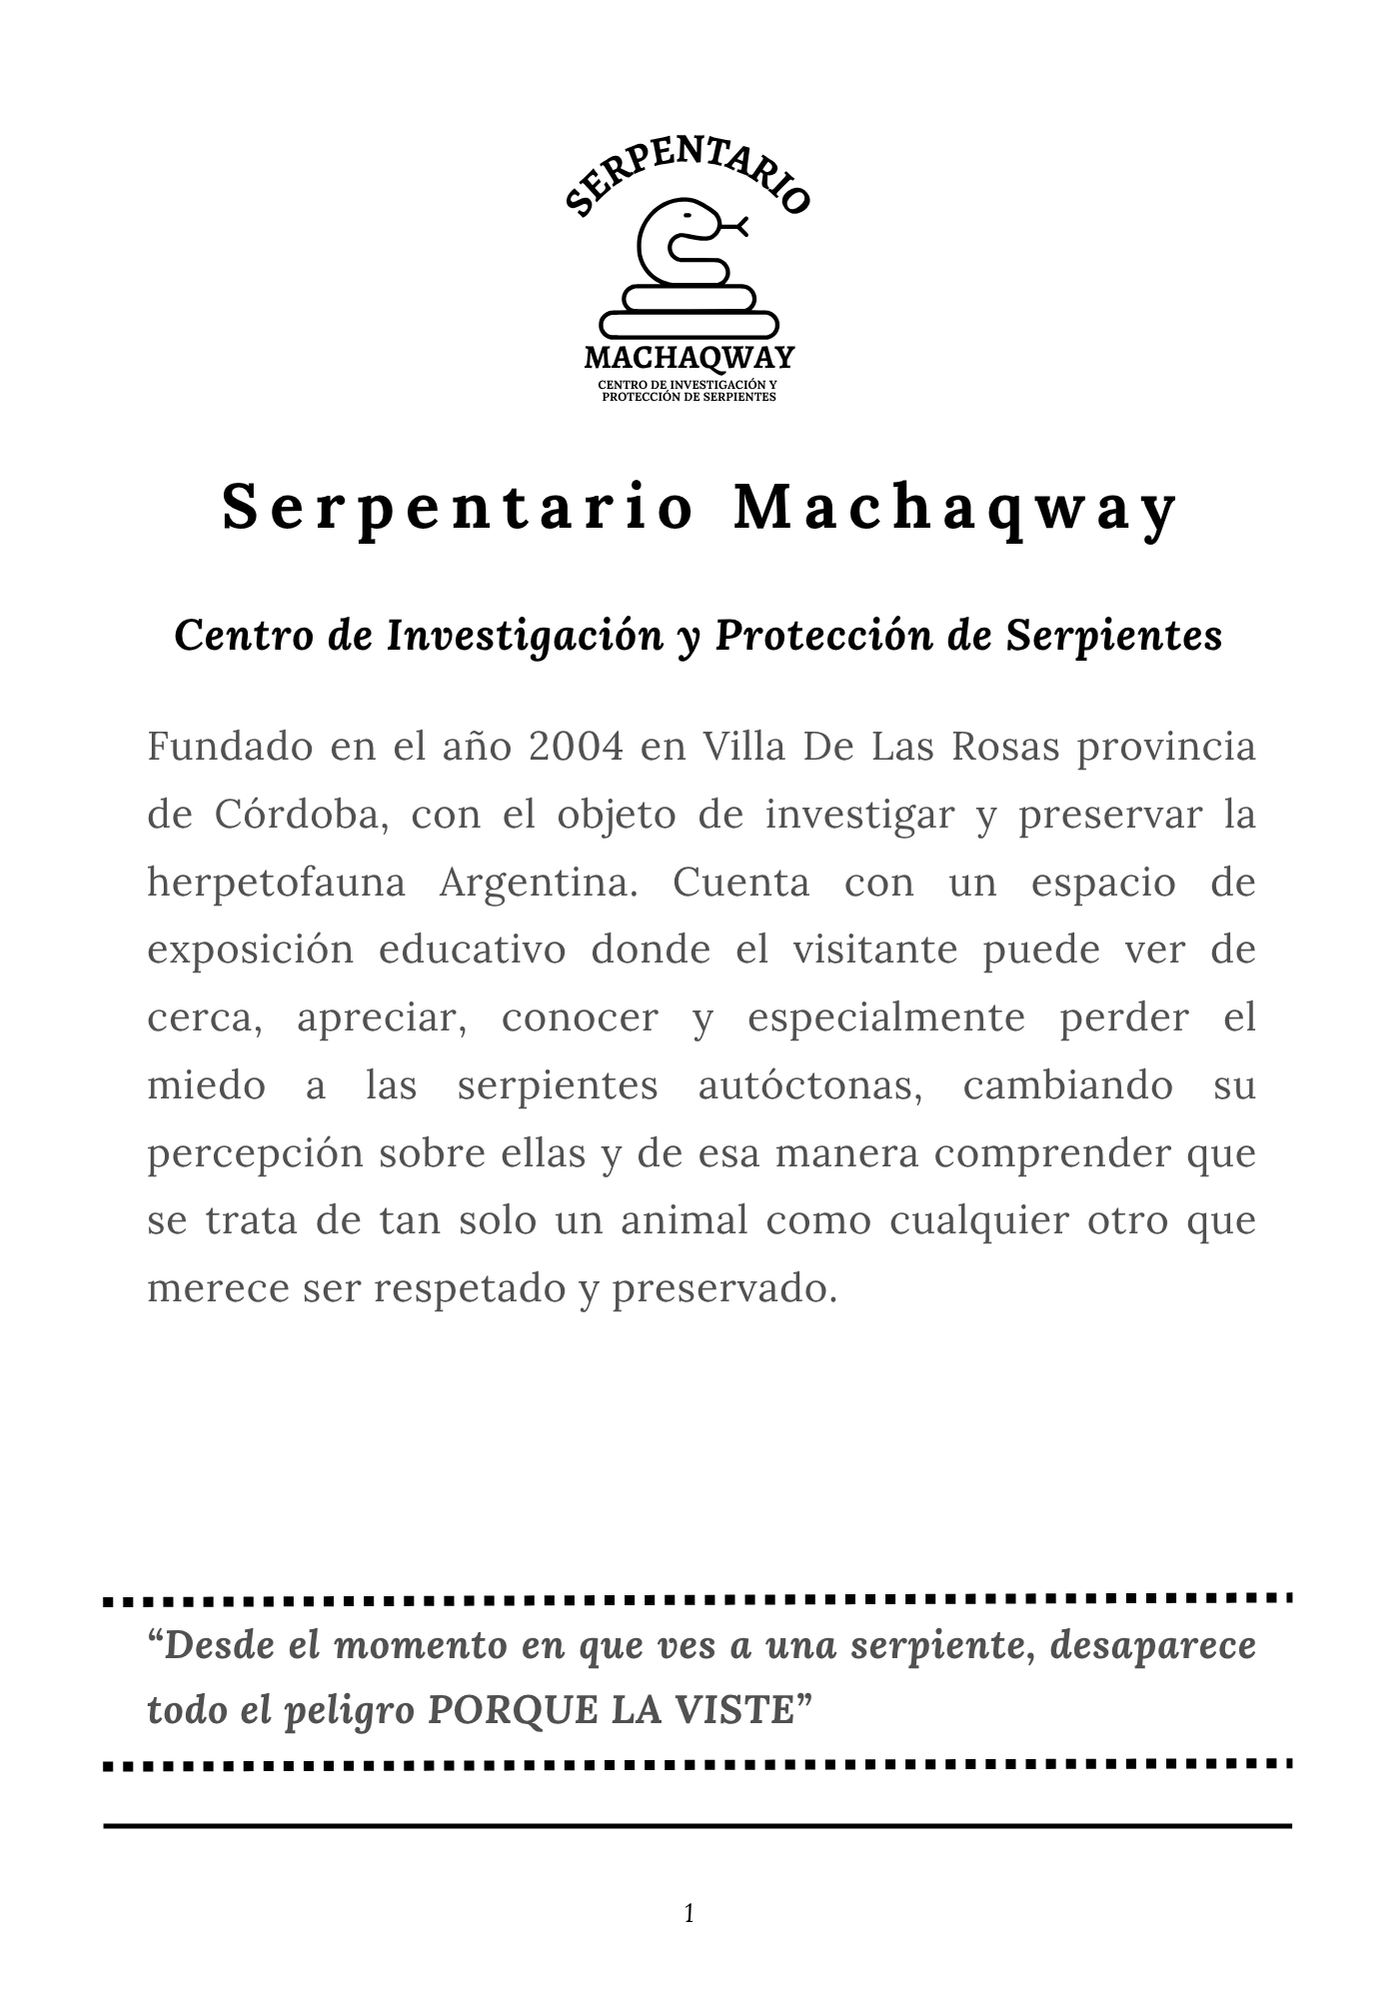 SERPENTARIO
MACHAQWAY
CENTRO DE INVESTIGACIÓN Y
PROTECCIÓN DE SERPIENTES
Serpentario Machaqway
Centro de Investigación y Protección de Serpientes
Fundado en el año 2004 en Villa De Las Rosas provincia
de Córdoba, con el objeto de investigar y preservar la
herpetofauna Argentina. Cuenta con un espacio de
exposición educativo donde el visitante puede ver de
cerca, apreciar, conocer y especialmente perder el
miedo a las serpientes autóctonas, cambiando su
percepción sobre ellas y de esa manera comprender que
se trata de tan solo un animal como cualquier otro que
merece ser respetado y preservado.
“Desde el momento en que ves a una serpiente, desaparece
todo el peligro PORQUE LA VISTE”
1